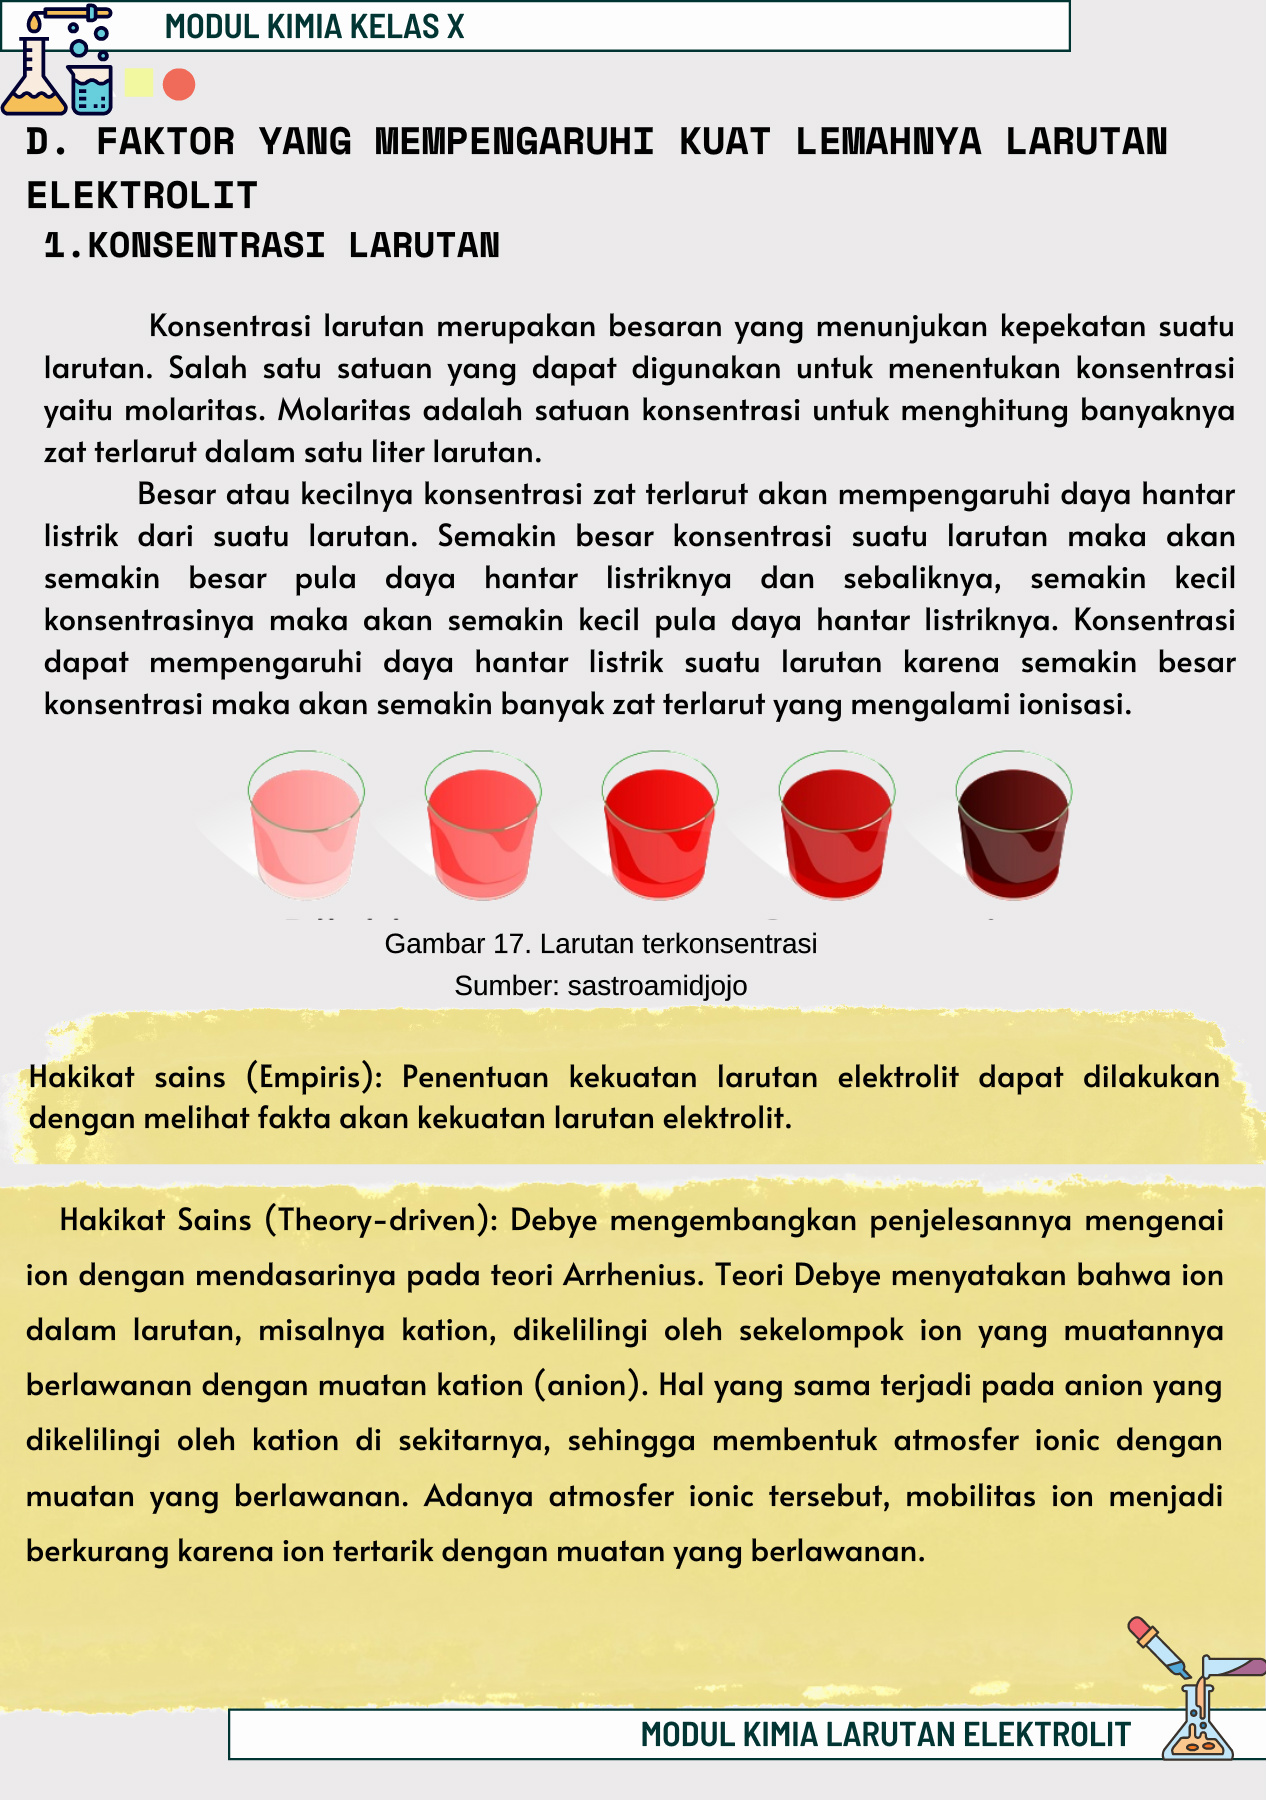 MODUL KIMIA KELAS X
D. FAKTOR YANG MEMPENGARUHI KUAT LEMAHNYA LARUTAN
ELEKTROLIT
1.KONSENTRASI LARUTAN
Konsentrasi larutan merupakan besaran yang menunjukan kepekatan suatu
larutan. Salah satu satuan yang dapat digunakan untuk menentukan konsentrasi
yaitu molaritas. Molaritas adalah satuan konsentrasi untuk menghitung banyaknya
zat terlarut dalam satu liter larutan.
Besar atau kecilnya konsentrasi zat terlarut akan mempengaruhi daya hantar
listrik dari suatu larutan. Semakin besar konsentrasi suatu larutan maka akan
semakin besar pula daya hantar listriknya dan sebaliknya, semakin kecil
konsentrasinya maka akan semakin kecil pula daya hantar listriknya. Konsentrasi
dapat mempengaruhi daya hantar listrik suatu larutan karena semakin besar
konsentrasi maka akan semakin banyak zat terlarut yang mengalami ionisasi.
Gambar 17. Larutan terkonsentrasi
Sumber: sastroamidjojo
Hakikat sains (Empiris): Penentuan kekuatan larutan elektrolit dapat dilakukan
dengan melihat fakta akan kekuatan larutan elektrolit.
Hakikat Sains (Theory-driven): Debye mengembangkan penjelesannya mengenai
ion dengan mendasarinya pada teori Arrhenius. Teori Debye menyatakan bahwa ion
dalam larutan, misalnya kation, dikelilingi oleh sekelompok ion yang muatannya
berlawanan dengan muatan kation (anion). Hal yang sama terjadi pada anion yang
dikelilingi oleh kation di sekitarnya, sehingga membentuk atmosfer ionic dengan
muatan yang berlawanan. Adanya atmosfer ionic tersebut, mobilitas ion menjadi
berkurang karena ion tertarik dengan muatan yang berlawanan.
MODUL KIMIA LARUTAN ELEKTROLIT